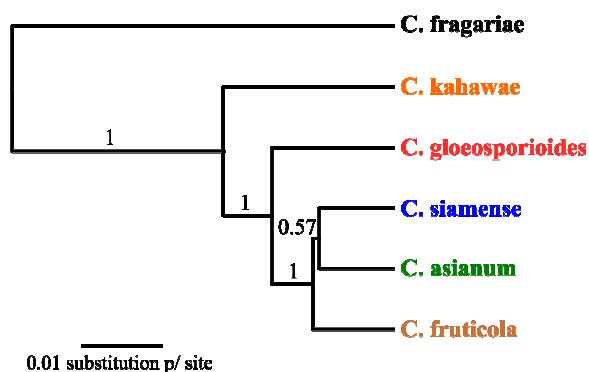 C. fragariae
C. kahawae
1
C. gloeosporioides
1
C. siamense
0.57
C. asianum
1
C. fruticola
0.01 substitution p/ site